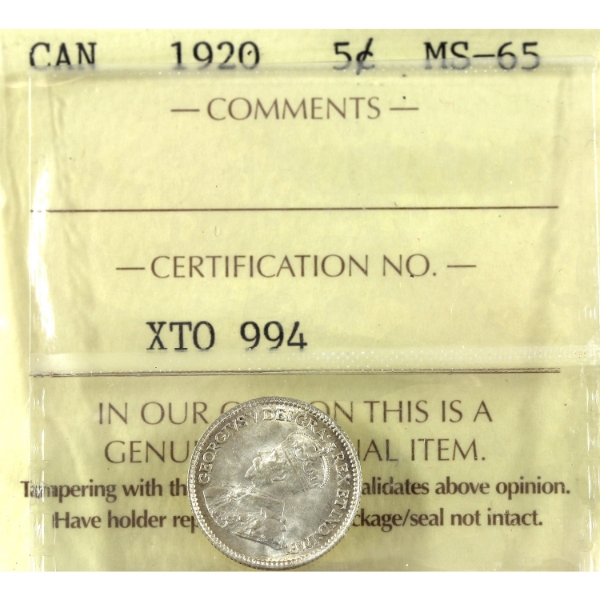 CAN 1920 5¢ MS-65
— COMMENTS —
— CERTIFICATION NO. —
XTO 994
IN OUR ON THIS IS A
GENU AL ITEM.
Tampering with th alidates above opinion.
Have holder rep ckage/seal not intact.
GEORGIVS V DEI GRA: REX ET IND:IMP: